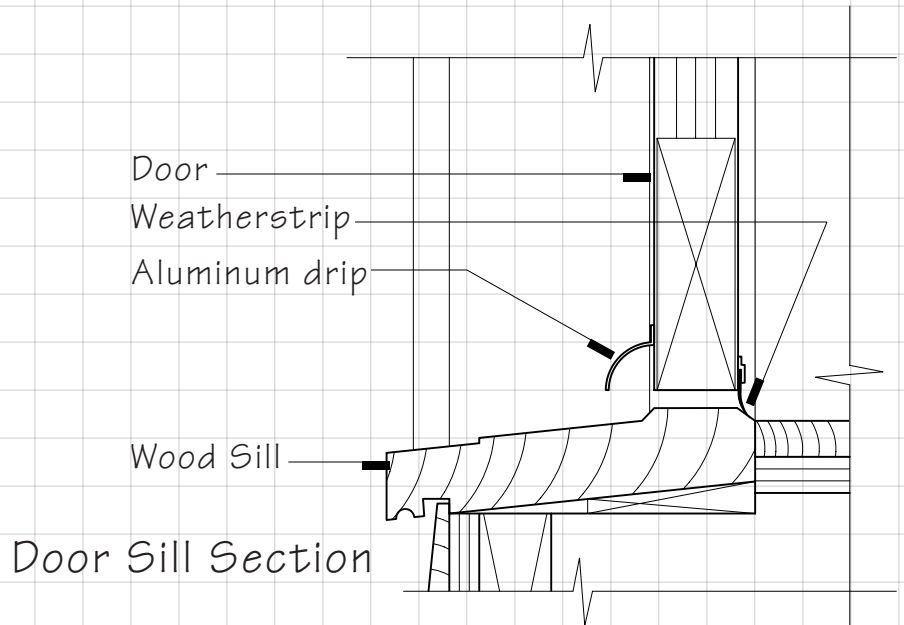 Door
Weatherstrip
Aluminum drip
Wood Sill
Door Sill Section